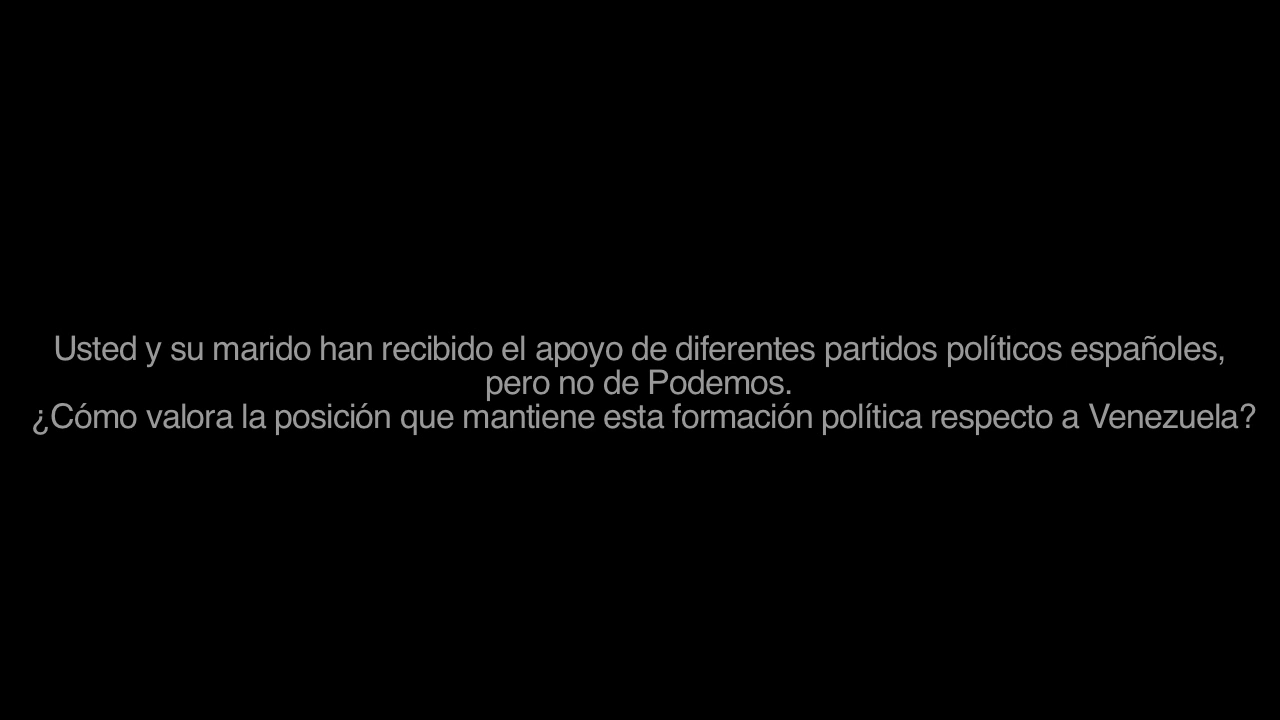 Usted y su marido han recibido el apoyo de diferentes partidos políticos españoles,
pero no de Podemos.
¿Cómo valora la posición que mantiene esta formación política respecto a Venezuela?